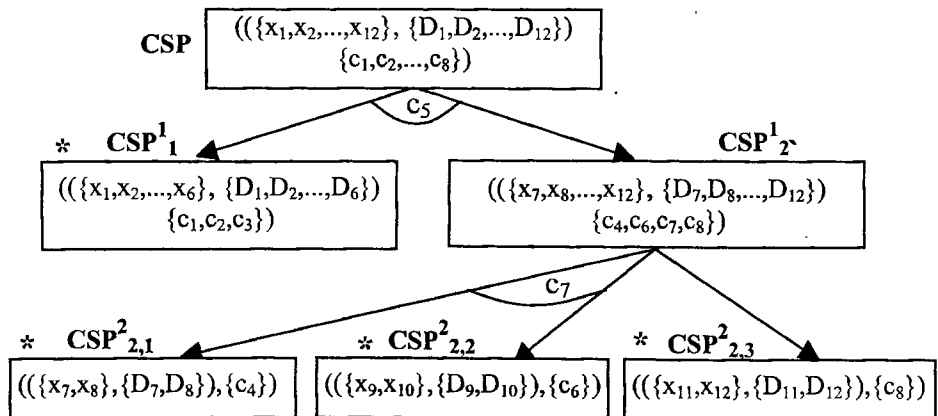 CSP
(({x₁,x₂,...,x₁₂}, {D₁,D₂,...,D₁₂})
{c₁,c₂,...,c₈})
c₅
* CSP¹₁
CSP¹₂
(({x₁,x₂,...,x₆}, {D₁,D₂,...,D₆})
{c₁,c₂,c₃})
(({x₇,x₈,...,x₁₂}, {D₇,D₈,...,D₁₂})
{c₄,c₆,c₇,c₈})
c₇
* CSP²₂,₁
* CSP²₂,₂
* CSP²₂,₃
(({x₇,x₈},{D₇,D₈}),{c₄})
(({x₉,x₁₀},{D₉,D₁₀}),{c₆})
(({x₁₁,x₁₂},{D₁₁,D₁₂}),{c₈})